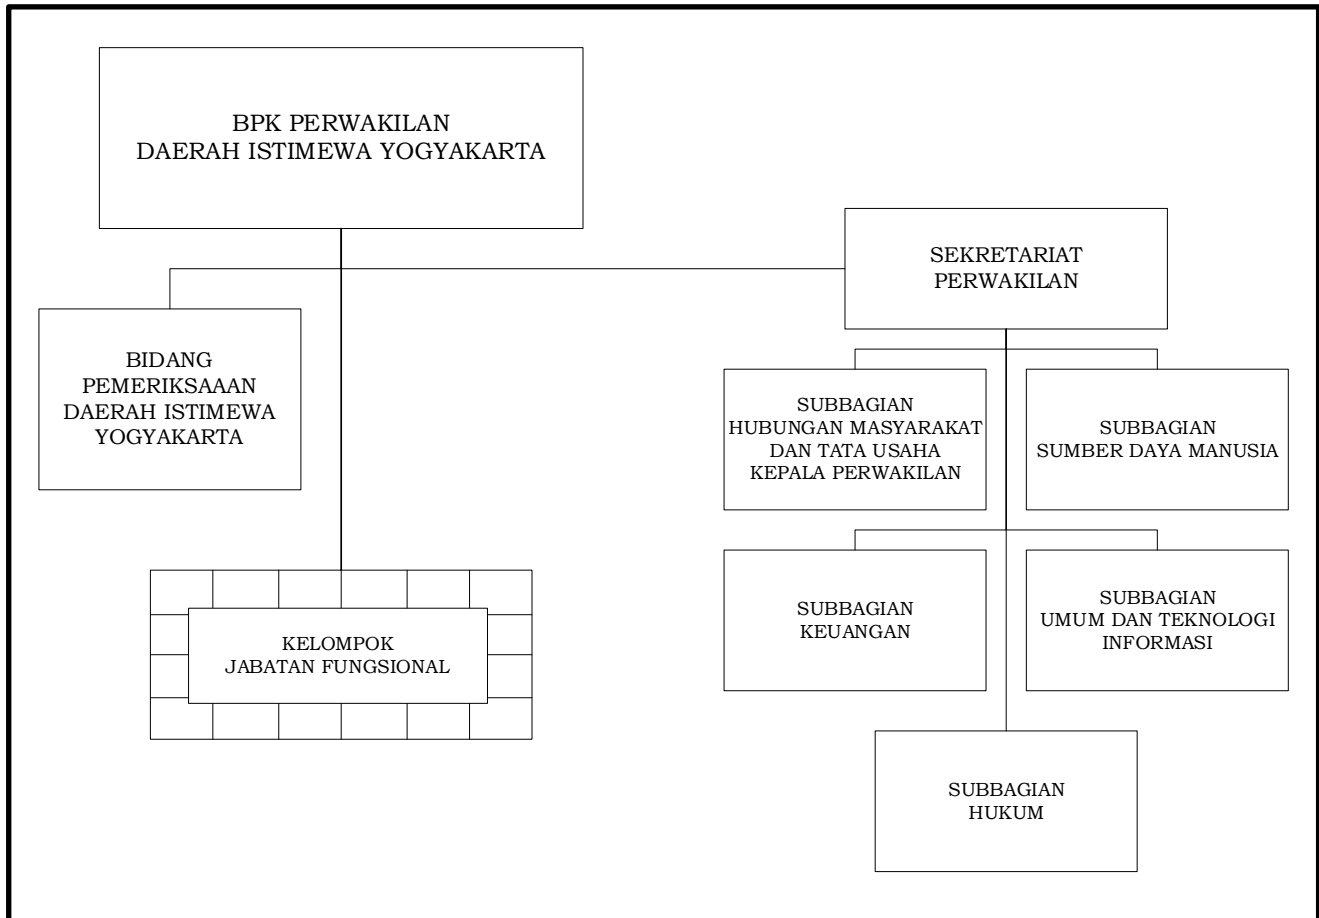 BPK PERWAKILAN
DAERAH ISTIMEWA YOGYAKARTA
SEKRETARIAT
PERWAKILAN
BIDANG
PEMERIKSAAAN
DAERAH ISTIMEWA
YOGYAKARTA
SUBBAGIAN
HUBUNGAN MASYARAKAT
DAN TATA USAHA
KEPALA PERWAKILAN
SUBBAGIAN
SUMBER DAYA MANUSIA
SUBBAGIAN
KEUANGAN
SUBBAGIAN
UMUM DAN TEKNOLOGI
INFORMASI
KELOMPOK
JABATAN FUNGSIONAL
SUBBAGIAN
HUKUM